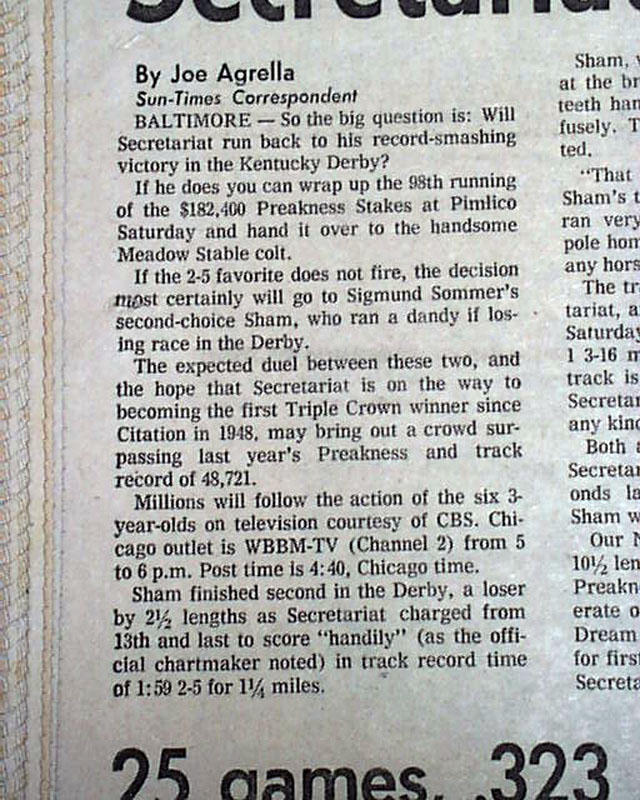 Secretaria
By Joe Agrella
Sun-Times Correspondent
BALTIMORE — So the big question is: Will
Secretariat run back to his record-smashing
victory in the Kentucky Derby?
If he does you can wrap up the 98th running
of the $182,400 Preakness Stakes at Pimlico
Saturday and hand it over to the handsome
Meadow Stable colt.
If the 2-5 favorite does not fire, the decision
most certainly will go to Sigmund Sommer's
second-choice Sham, who ran a dandy if los-
ing race in the Derby.
The expected duel between these two, and
the hope that Secretariat is on the way to
becoming the first Triple Crown winner since
Citation in 1948, may bring out a crowd sur-
passing last year's Preakness and track
record of 48,721.
Millions will follow the action of the six 3-
year-olds on television courtesy of CBS. Chi-
cago outlet is WBBM-TV (Channel 2) from 5
to 6 p.m. Post time is 4:40, Chicago time.
Sham finished second in the Derby, a loser
by 2½ lengths as Secretariat charged from
13th and last to score "handily" (as the offi-
cial chartmaker noted) in track record time
of 1:59 2-5 for 1¼ miles.
Sham,
at the br
teeth han
fusely. T
ted.
"That
Sham's t
ran very
pole hom
any hors
The tr
tariat, a
Saturday
1 3-16 m
track is
Secretar
any kind
Both a
Secretar
onds la
Sham w
Our N
10½ len
Preakn
erate o
Dream
for first
Secreta
25 games, .323